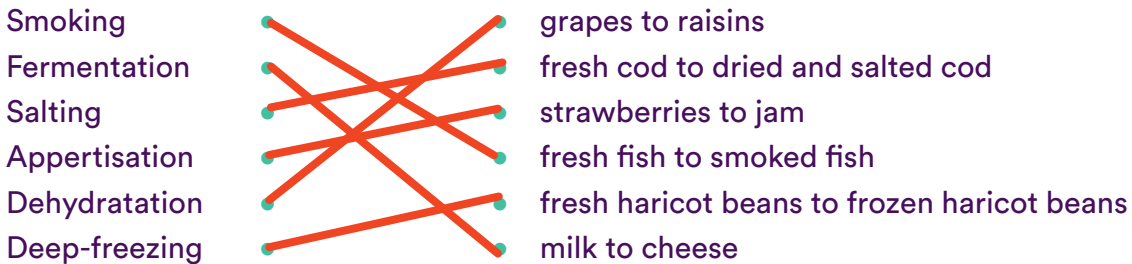 Smoking grapes to raisins
Fermentation fresh cod to dried and salted cod
Salting strawberries to jam
Appertisation fresh fish to smoked fish
Dehydratation fresh haricot beans to frozen haricot beans
Deep-freezing milk to cheese